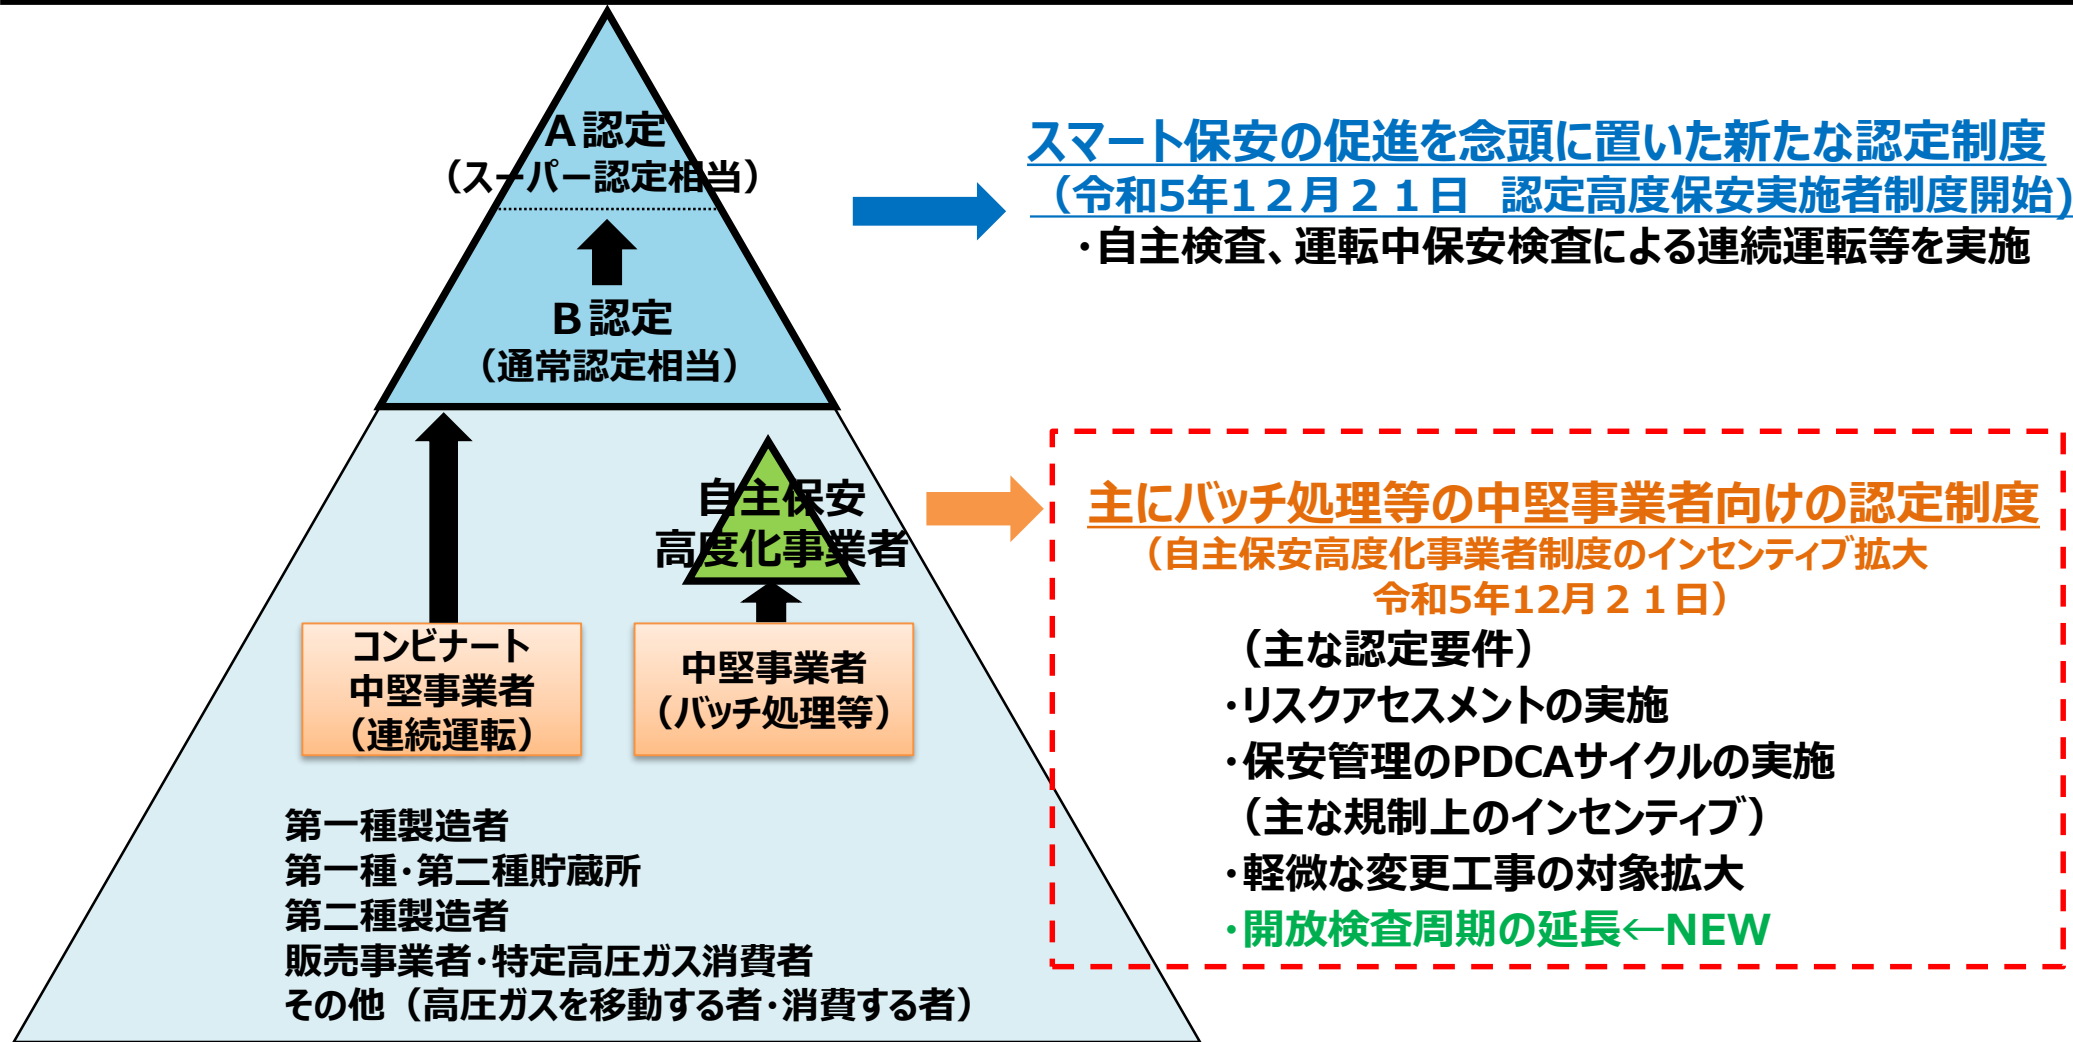 A認定
（スーパー認定相当）
B認定
（通常認定相当）
スマート保安の促進を念頭に置いた新たな認定制度
（令和5年1２月２１日　認定高度保安実施者制度開始)
・自主検査、運転中保安検査による連続運転等を実施
自主保安
高度化事業者
コンビナート
中堅事業者
（連続運転）
中堅事業者
（バッチ処理等）
主にバッチ処理等の中堅事業者向けの認定制度
（自主保安高度化事業者制度のインセンティブ拡大
令和5年12月２１日）
（主な認定要件）
・リスクアセスメントの実施
・保安管理のPDCAサイクルの実施
（主な規制上のインセンティブ）
・軽微な変更工事の対象拡大
・開放検査周期の延長←NEW
第一種製造者
第一種・第二種貯蔵所
第二種製造者
販売事業者・特定高圧ガス消費者
その他（高圧ガスを移動する者・消費する者）